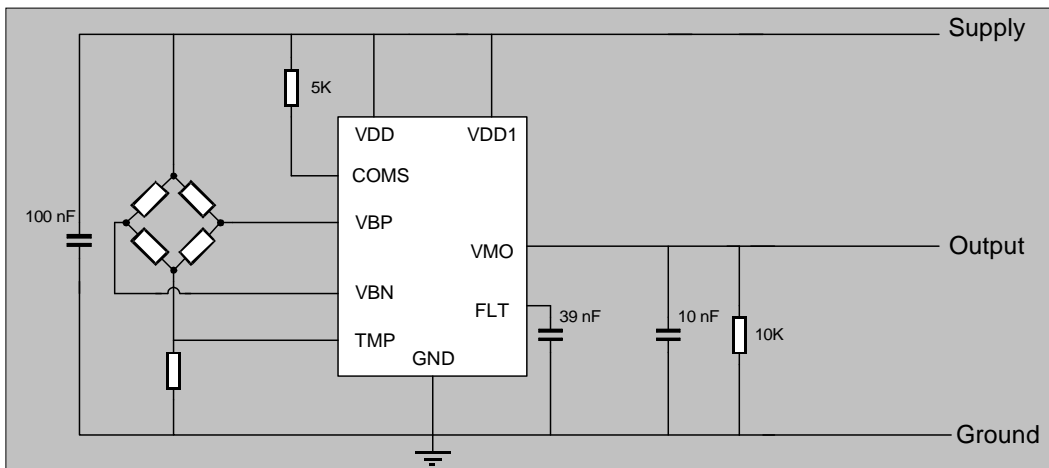 Supply
5K
VDD VDD1
COMS
100 nF
VBP
VMO
Output
VBN
FLT
39 nF
10 nF
10K
TMP
GND
Ground